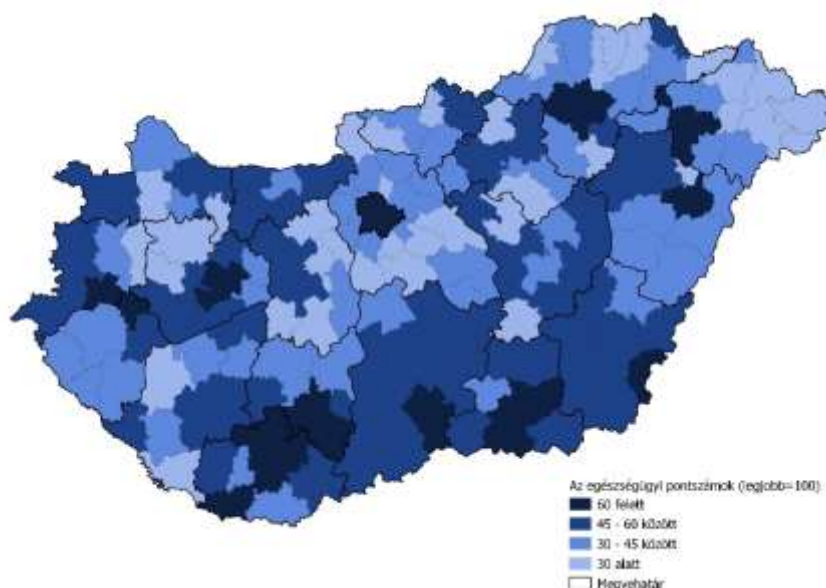 Az egészségügyi pontszámok (legjobb=100)
60 felett
45 - 60 között
30 - 45 között
30 alatt
Megyehatár